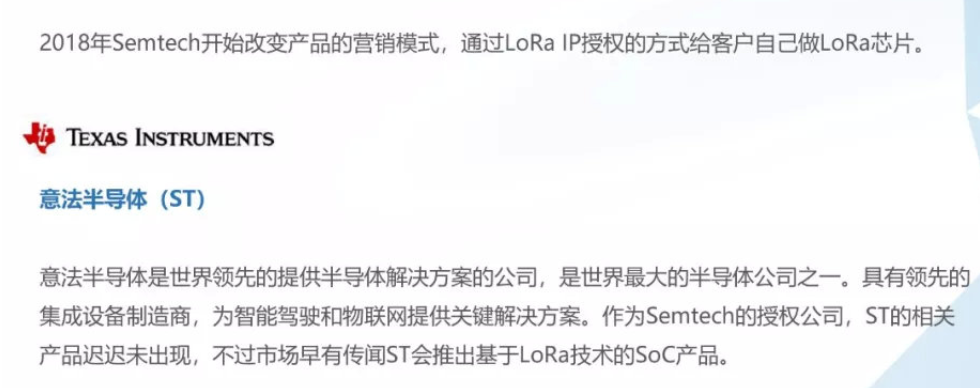 2018年Semtech开始改变产品的营销模式，通过LoRa IP授权的方式给客户自己做LoRa芯片。
TEXAS INSTRUMENTS
意法半导体（ST）
意法半导体是世界领先的提供半导体解决方案的公司，是世界最大的半导体公司之一。具有领先的
集成设备制造商，为智能驾驶和物联网提供关键解决方案。作为Semtech的授权公司，ST的相关
产品迟迟未出现，不过市场早有传闻ST会推出基于LoRa技术的SoC产品。